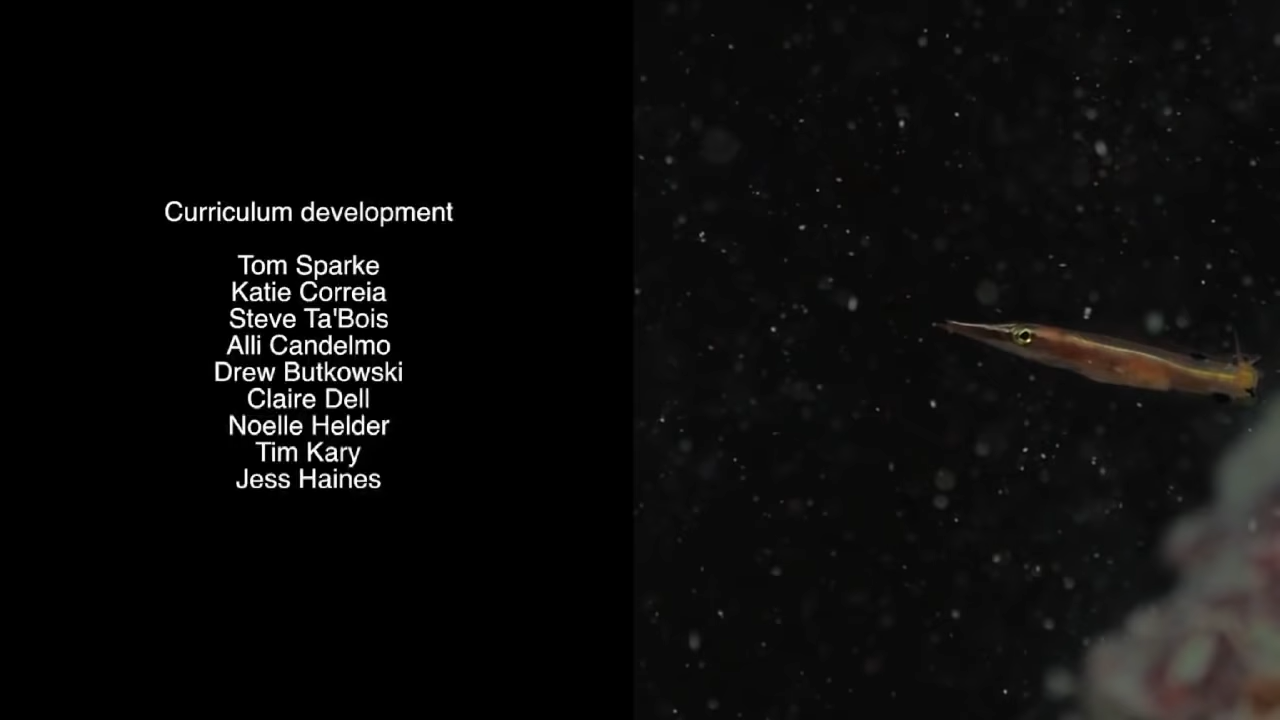 Curriculum development
Tom Sparke
Katie Correia
Steve Ta'Bois
Alli Candelmo
Drew Butkowski
Claire Dell
Noelle Helder
Tim Kary
Jess Haines